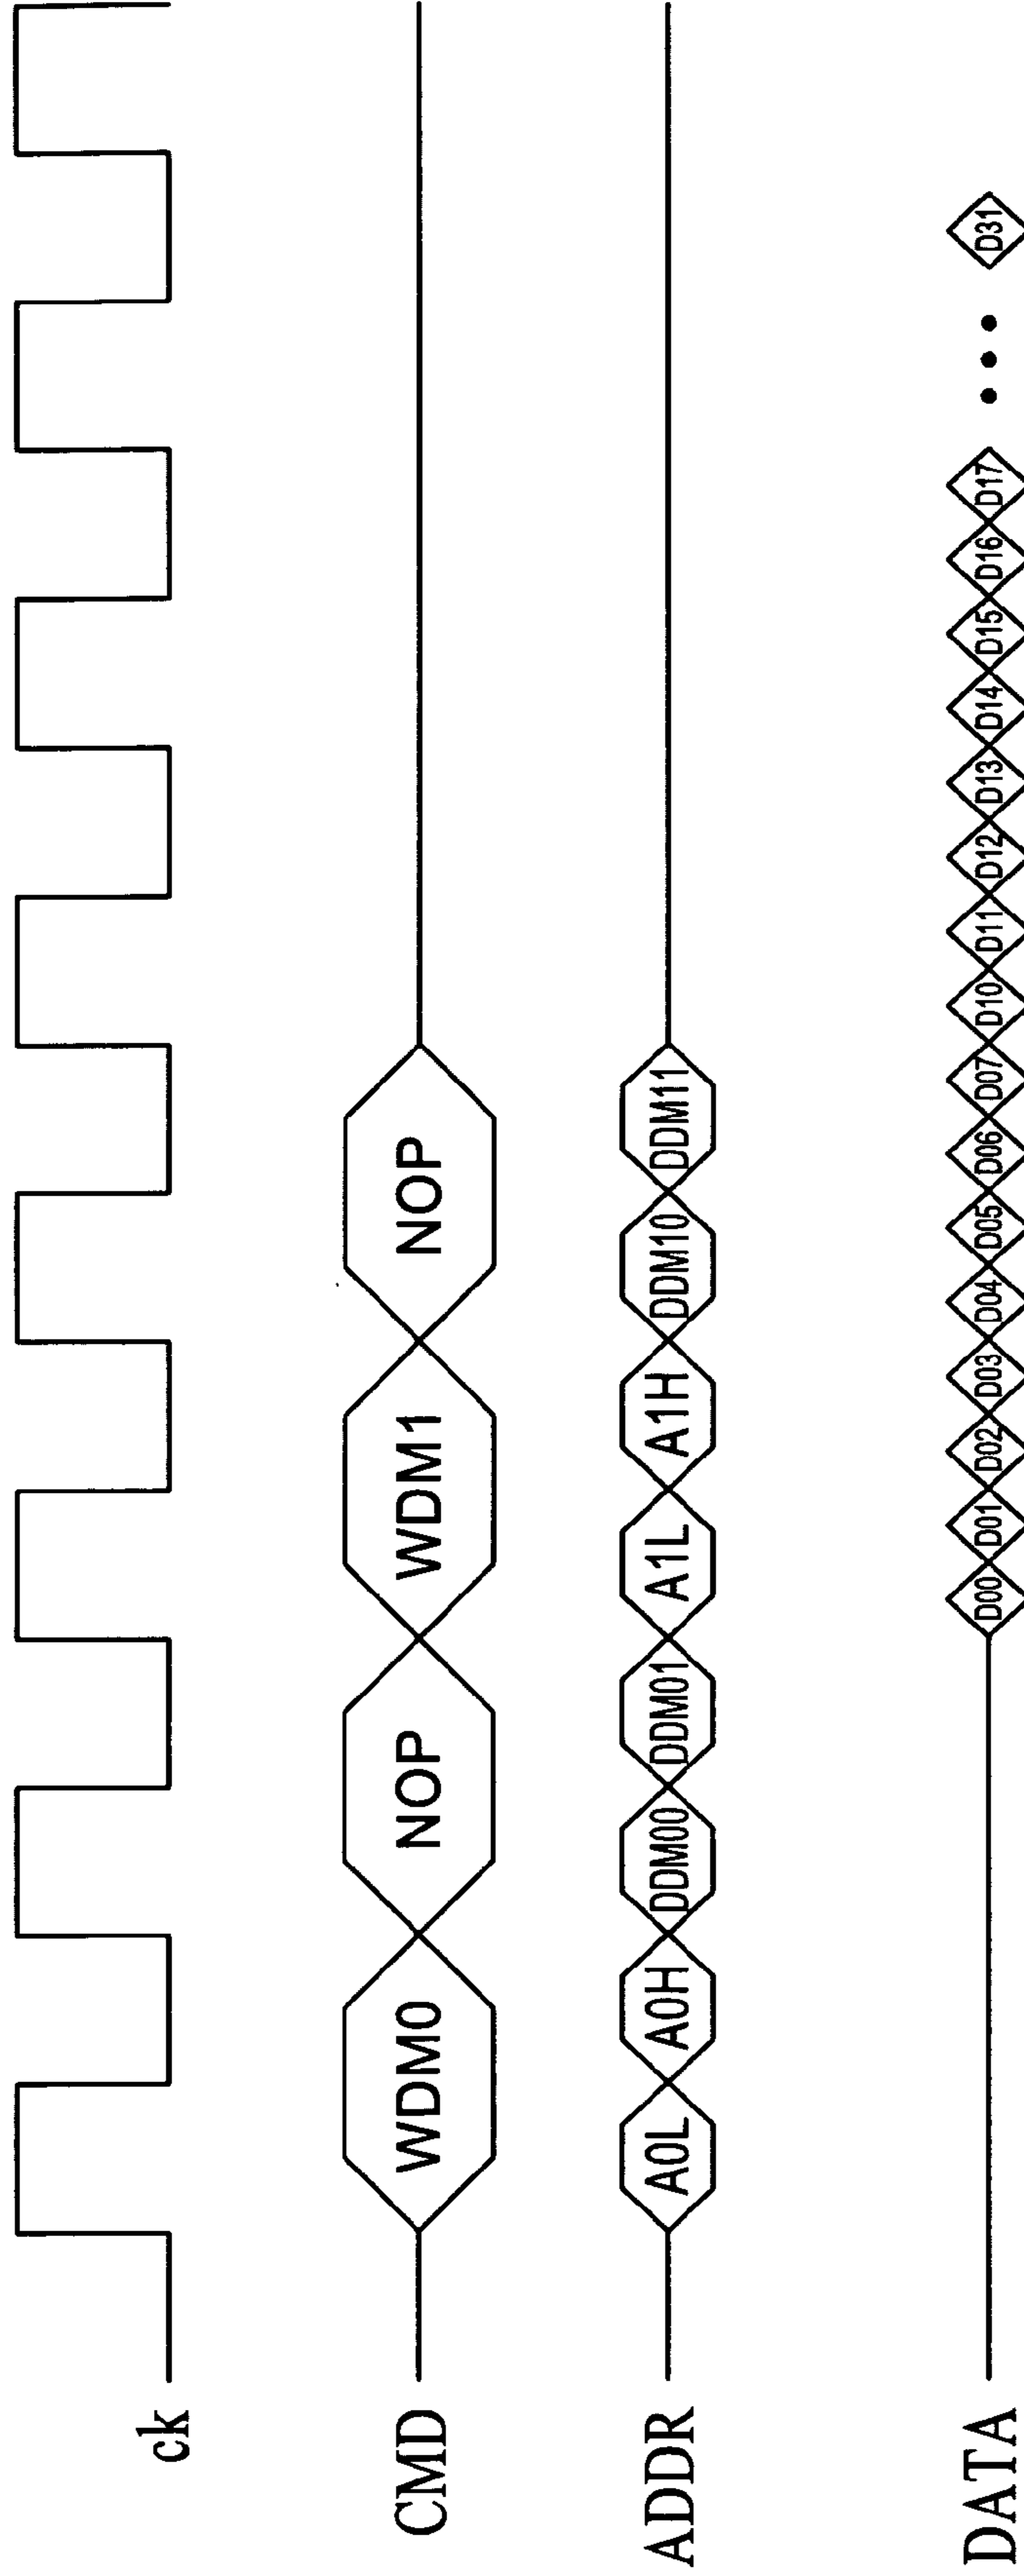 ck
CMD WDM0 NOP WDM1 NOP
ADDR A0L A0H DDM00 DDM01 A1L A1H DDM10 DDM11
DATA D00 D01 D02 D03 D04 D05 D06 D07 D10 D11 D12 D13 D14 D15 D16 D17 ••• D31